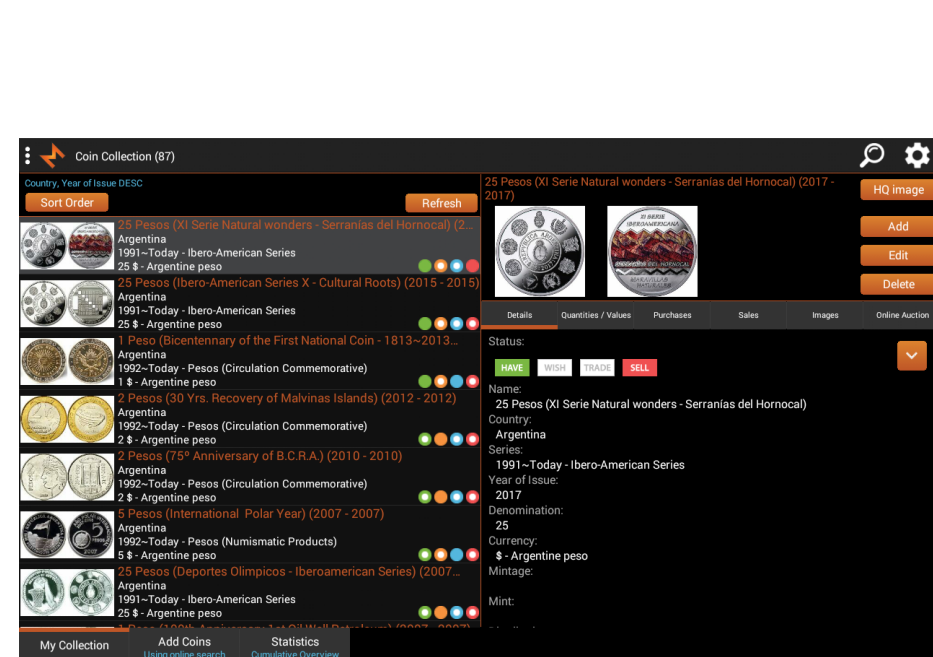 Coin Collection (87)
Country, Year of Issue DESC
Sort Order
Refresh
25 Pesos (XI Serie Natural wonders - Serranías del Hornocal) (2...
Argentina
1991~Today - Ibero-American Series
25 $ - Argentine peso
25 Pesos (Ibero-American Series X - Cultural Roots) (2015 - 2015)
Argentina
1991~Today - Ibero-American Series
25 $ - Argentine peso
1 Peso (Bicentennary of the First National Coin - 1813~2013...
Argentina
1992~Today - Pesos (Circulation Commemorative)
1 $ - Argentine peso
2 Pesos (30 Yrs. Recovery of Malvinas Islands) (2012 - 2012)
Argentina
1992~Today - Pesos (Circulation Commemorative)
2 $ - Argentine peso
2 Pesos (75º Anniversary of B.C.R.A.) (2010 - 2010)
Argentina
1992~Today - Pesos (Circulation Commemorative)
2 $ - Argentine peso
5 Pesos (International Polar Year) (2007 - 2007)
Argentina
1992~Today - Pesos (Numismatic Products)
5 $ - Argentine peso
25 Pesos (Deportes Olimpicos - Iberoamerican Series) (2007...
Argentina
1991~Today - Ibero-American Series
25 $ - Argentine peso
My Collection
Add Coins
Using online search
Statistics
Cumulative Overview
25 Pesos (XI Serie Natural wonders - Serranías del Hornocal) (2017 -
2017)
XI SERIE
IBEROAMERICANA
HQ image
Add
Edit
Delete
Details
Quantities / Values
Purchases
Sales
Images
Online Auction
Status:
HAVE
WISH
TRADE
SELL
Name:
25 Pesos (XI Serie Natural wonders - Serranías del Hornocal)
Country:
Argentina
Series:
1991~Today - Ibero-American Series
Year of Issue:
2017
Denomination:
25
Currency:
$ - Argentine peso
Mintage:
Mint: